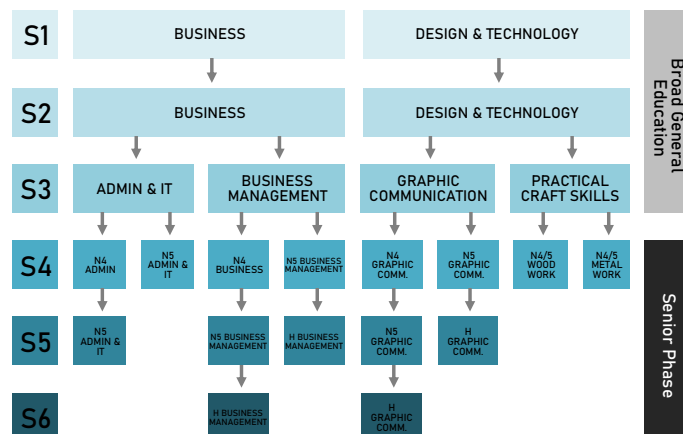 S1
BUSINESS
DESIGN & TECHNOLOGY
Broad General
Education
S2
BUSINESS
DESIGN & TECHNOLOGY
S3
ADMIN & IT
BUSINESS
MANAGEMENT
GRAPHIC
COMMUNICATION
PRACTICAL
CRAFT SKILLS
S4
N4
ADMIN
N5
ADMIN &
IT
N4
BUSINESS
N5 BUSINESS
MANAGEMENT
N4
GRAPHIC
COMM.
N5
GRAPHIC
COMM.
N4/5
WOOD
WORK
N4/5
METAL
WORK
Senior Phase
S5
N5
ADMIN &
IT
N5 BUSINESS
MANAGEMENT
H BUSINESS
MANAGEMENT
N5
GRAPHIC
COMM.
H
GRAPHIC
COMM.
S6
H BUSINESS
MANAGEMENT
H
GRAPHIC
COMM.